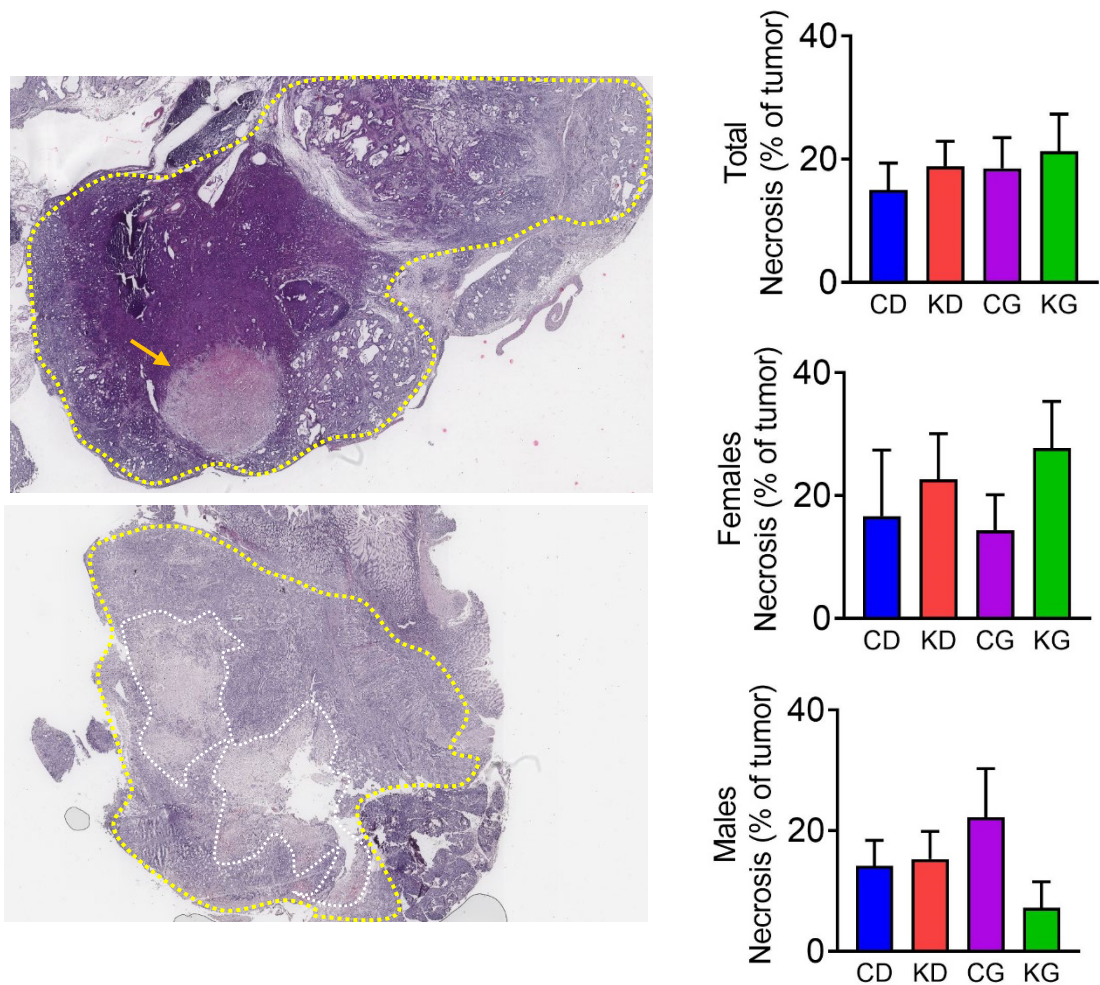 Total
Necrosis (% of tumor)
40
20
0
CD KD CG KG
Females
Necrosis (% of tumor)
40
20
0
CD KD CG KG
Males
Necrosis (% of tumor)
40
20
0
CD KD CG KG